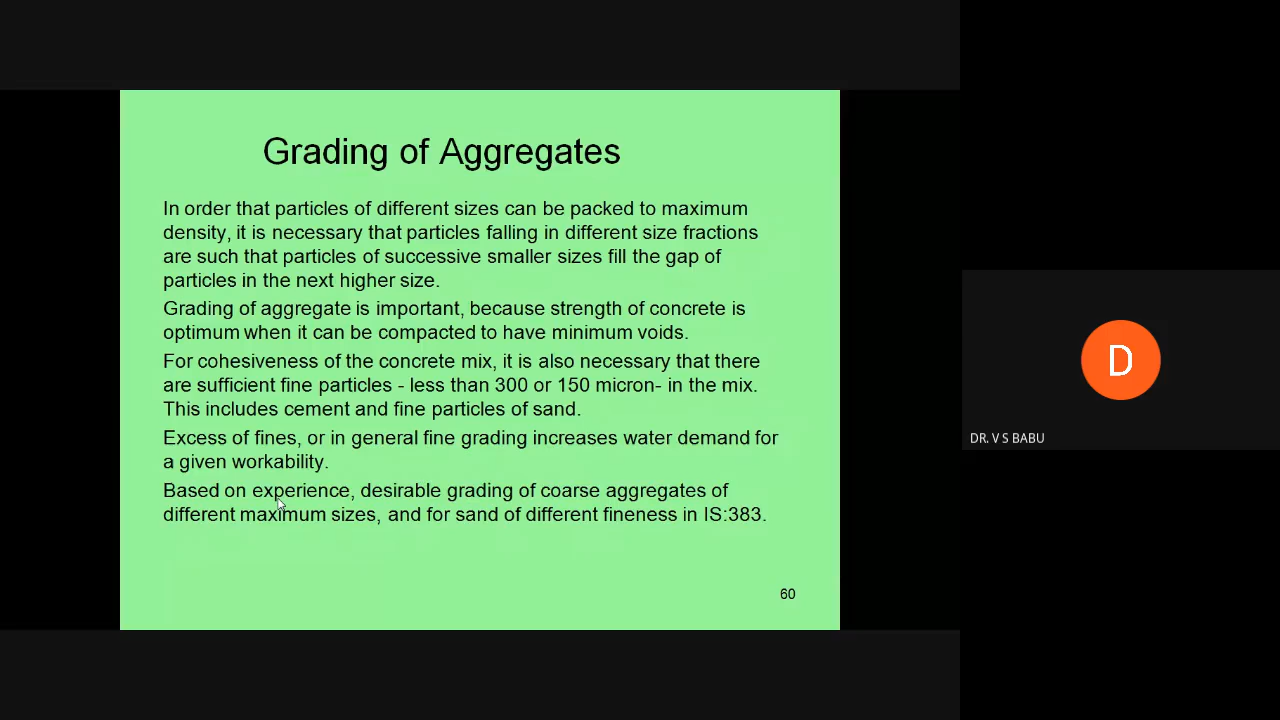 Grading of Aggregates
In order that particles of different sizes can be packed to maximum
density, it is necessary that particles falling in different size fractions
are such that particles of successive smaller sizes fill the gap of
particles in the next higher size.
Grading of aggregate is important, because strength of concrete is
optimum when it can be compacted to have minimum voids.
For cohesiveness of the concrete mix, it is also necessary that there
are sufficient fine particles - less than 300 or 150 micron- in the mix.
This includes cement and fine particles of sand.
Excess of fines, or in general fine grading increases water demand for
a given workability.
Based on experience, desirable grading of coarse aggregates of
different maximum sizes, and for sand of different fineness in IS:383.
60
D
DR. V S BABU